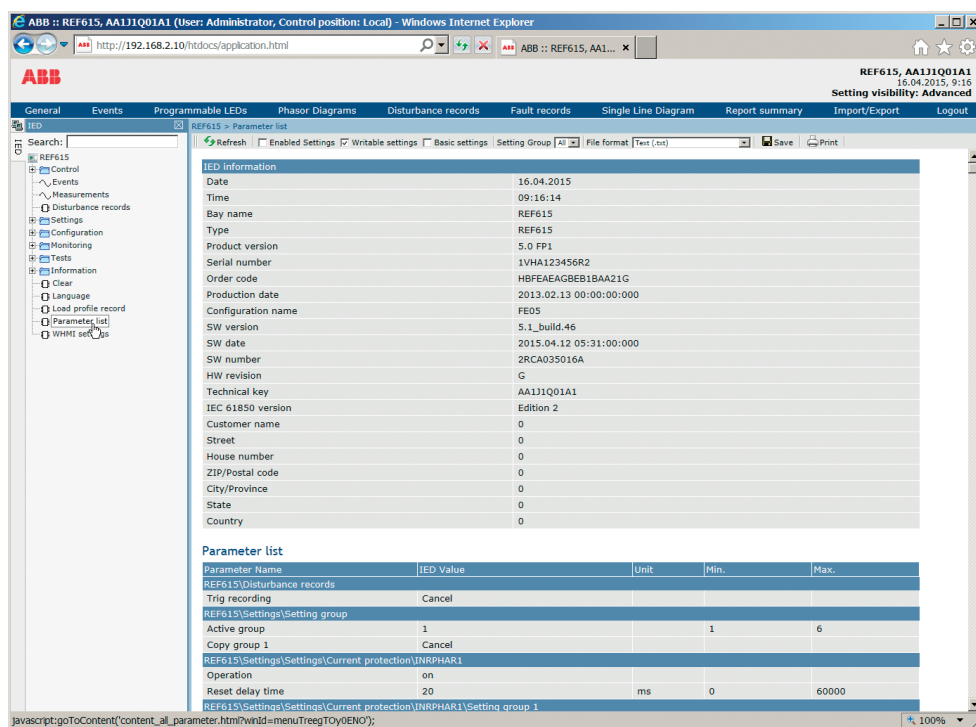 ABB :: REF615, AA1J1Q01A1 (User: Administrator, Control position: Local) - Windows Internet Explorer
http://192.168.2.10/htdocs/application.html
ABB :: REF615, AA1...
ABB
REF615, AA1J1Q01A1
16.04.2015, 9:16
Setting visibility: Advanced
General Events Programmable LEDs Phasor Diagrams Disturbance records Fault records Single Line Diagram Report summary Import/Export Logout
IED
IED
Search:
REF615
Control
Events
Measurements
Disturbance records
Settings
Configuration
Monitoring
Tests
Information
Clear
Language
Load profile record
Parameter list
WHMI
REF615 > Parameter list
Refresh Enabled Settings Writable settings Basic settings Setting Group All File format Text (.txt) Save Print
IED information
Date 16.04.2015
Time 09:16:14
Bay name REF615
Type REF615
Product version 5.0 FP1
Serial number 1VHA123456R2
Order code HBFEAEAGBEB1BAA21G
Production date 2013.02.13 00:00:00:000
Configuration name FE05
SW version 5.1_build.46
SW date 2015.04.12 05:31:00:000
SW number 2RCA035016A
HW revision G
Technical key AA1J1Q01A1
IEC 61850 version Edition 2
Customer name 0
Street 0
House number 0
ZIP/Postal code 0
City/Province 0
State 0
Country 0
Parameter list
Parameter Name IED Value Unit Min. Max.
REF615\Disturbance records
Trig recording Cancel
REF615\Settings\Setting group
Active group 1 1 6
Copy group 1 Cancel
REF615\Settings\Settings\Current protection\INRPHAR1
Operation on
Reset delay time 20 ms 0 60000
REF615\Settings\Settings\Current protection\INRPHAR1\Setting group 1
javascript:goToContent('content_all_parameter.html?winId=menuTreegTOy0ENO');
100%